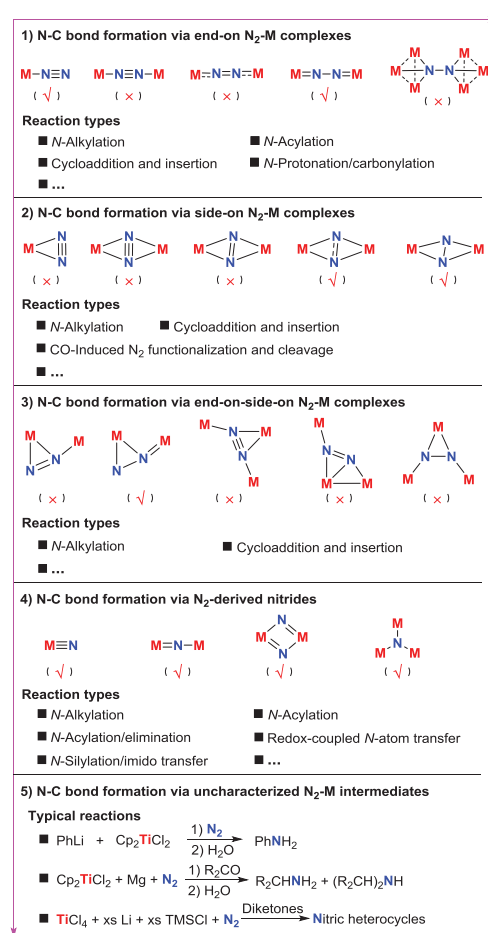 1) N-C bond formation via end-on N₂-M complexes
M-N≡N M-N≡N-M M=N=N=M M=N-N=M M M M N-N M M M
(√) (×) (×) (√) (×)
Reaction types
■ N-Alkylation ■ N-Acylation
■ Cycloaddition and insertion ■ N-Protonation/carbonylation
■ ...
2) N-C bond formation via side-on N₂-M complexes
M N N M N N M M N N M M N N M M N N M
(×) (×) (×) (√) (√)
Reaction types
■ N-Alkylation ■ Cycloaddition and insertion
■ CO-Induced N₂ functionalization and cleavage
■ ...
3) N-C bond formation via end-on-side-on N₂-M complexes
M M N=N M M N N M N M N M M N N M M M N N M M
(×) (√) (×) (×) (×)
Reaction types
■ N-Alkylation ■ Cycloaddition and insertion
■ ...
4) N-C bond formation via N₂-derived nitrides
M≡N M=N-M M N M N M N M M
(√) (√) (√) (√)
Reaction types
■ N-Alkylation ■ N-Acylation
■ N-Acylation/elimination ■ Redox-coupled N-atom transfer
■ N-Silylation/imido transfer ■ ...
5) N-C bond formation via uncharacterized N₂-M intermediates
Typical reactions
■ PhLi + Cp₂TiCl₂ 1) N₂ 2) H₂O PhNH₂
■ Cp₂TiCl₂ + Mg + N₂ 1) R₂CO 2) H₂O R₂CHNH₂ + (R₂CH)₂NH
■ TiCl₄ + xs Li + xs TMSCl + N₂ Diketones Nitric heterocycles